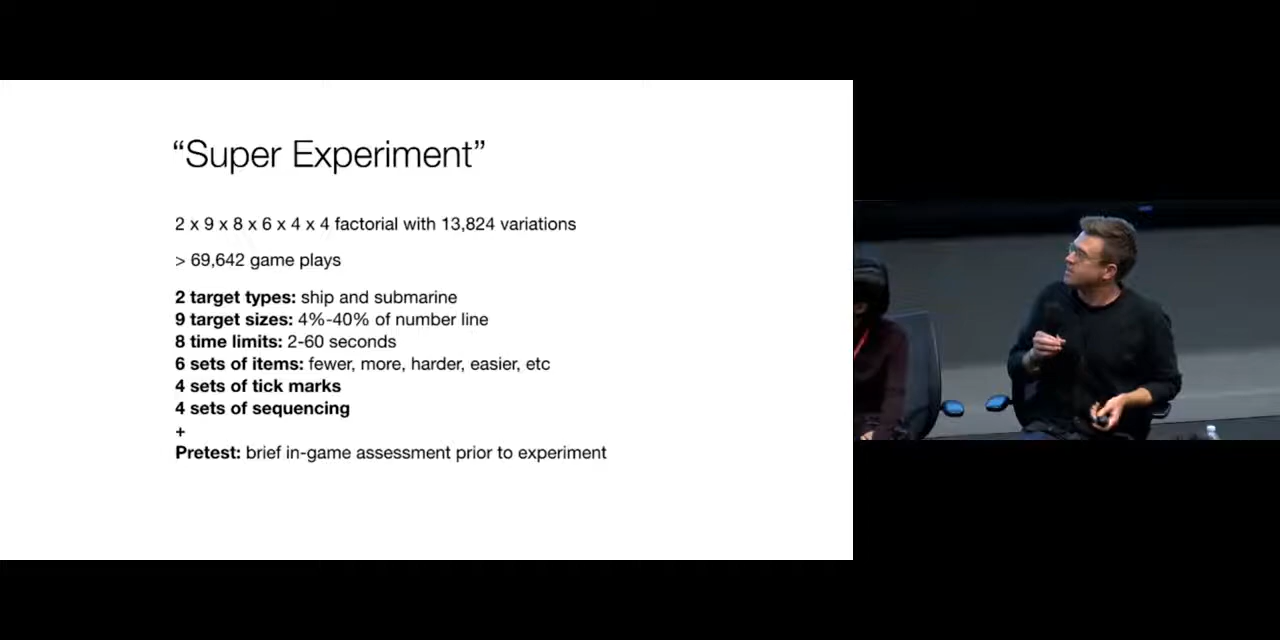 “Super Experiment”
2 x 9 x 8 x 6 x 4 x 4 factorial with 13,824 variations
> 69,642 game plays
2 target types: ship and submarine
9 target sizes: 4%-40% of number line
8 time limits: 2-60 seconds
6 sets of items: fewer, more, harder, easier, etc
4 sets of tick marks
4 sets of sequencing
+
Pretest: brief in-game assessment prior to experiment